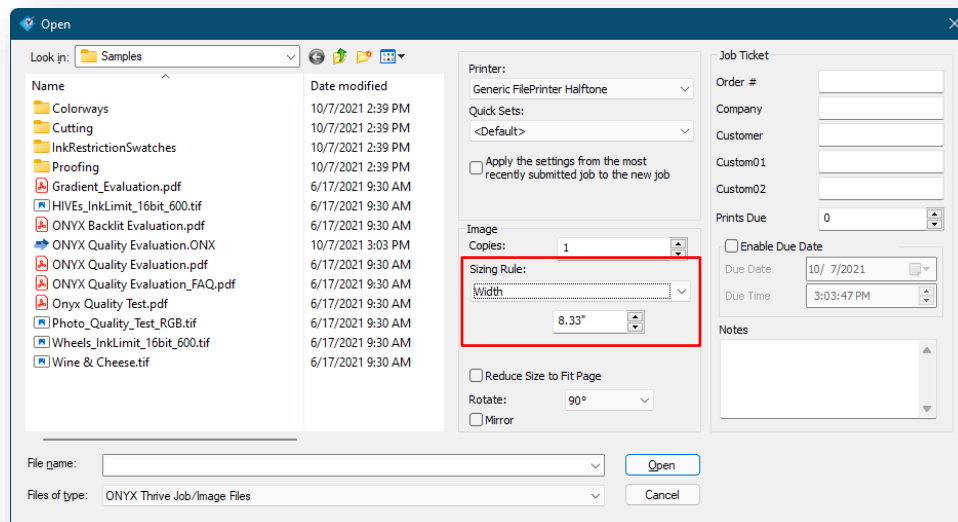 Open
Look in:
Samples
Name
Date modified
Colorways
10/7/2021 2:39 PM
Cutting
10/7/2021 2:39 PM
InkRestrictionSwatches
10/7/2021 2:39 PM
Proofing
10/7/2021 2:39 PM
Gradient_Evaluation.pdf
6/17/2021 9:30 AM
HIVEs_InkLimit_16bit_600.tif
6/17/2021 9:30 AM
ONYX Backlit Evaluation.pdf
6/17/2021 9:30 AM
ONYX Quality Evaluation.ONX
10/7/2021 3:03 PM
ONYX Quality Evaluation.pdf
6/17/2021 9:30 AM
ONYX Quality Evaluation_FAQ.pdf
6/17/2021 9:30 AM
Onyx Quality Test.pdf
6/17/2021 9:30 AM
Photo_Quality_Test_RGB.tif
6/17/2021 9:30 AM
Wheels_InkLimit_16bit_600.tif
6/17/2021 9:30 AM
Wine & Cheese.tif
6/17/2021 9:30 AM
File name:
Files of type:
ONYX Thrive Job/Image Files
Open
Cancel
Printer:
Generic FilePrinter Halftone
Quick Sets:
<Default>
Apply the settings from the most
recently submitted job to the new job
Image
Copies:
1
Sizing Rule:
Width
8.33"
Reduce Size to Fit Page
Rotate:
90°
Mirror
Job Ticket
Order #
Company
Customer
Custom01
Custom02
Prints Due
0
Enable Due Date
Due Date
10/ 7/2021
Due Time
3:03:47 PM
Notes